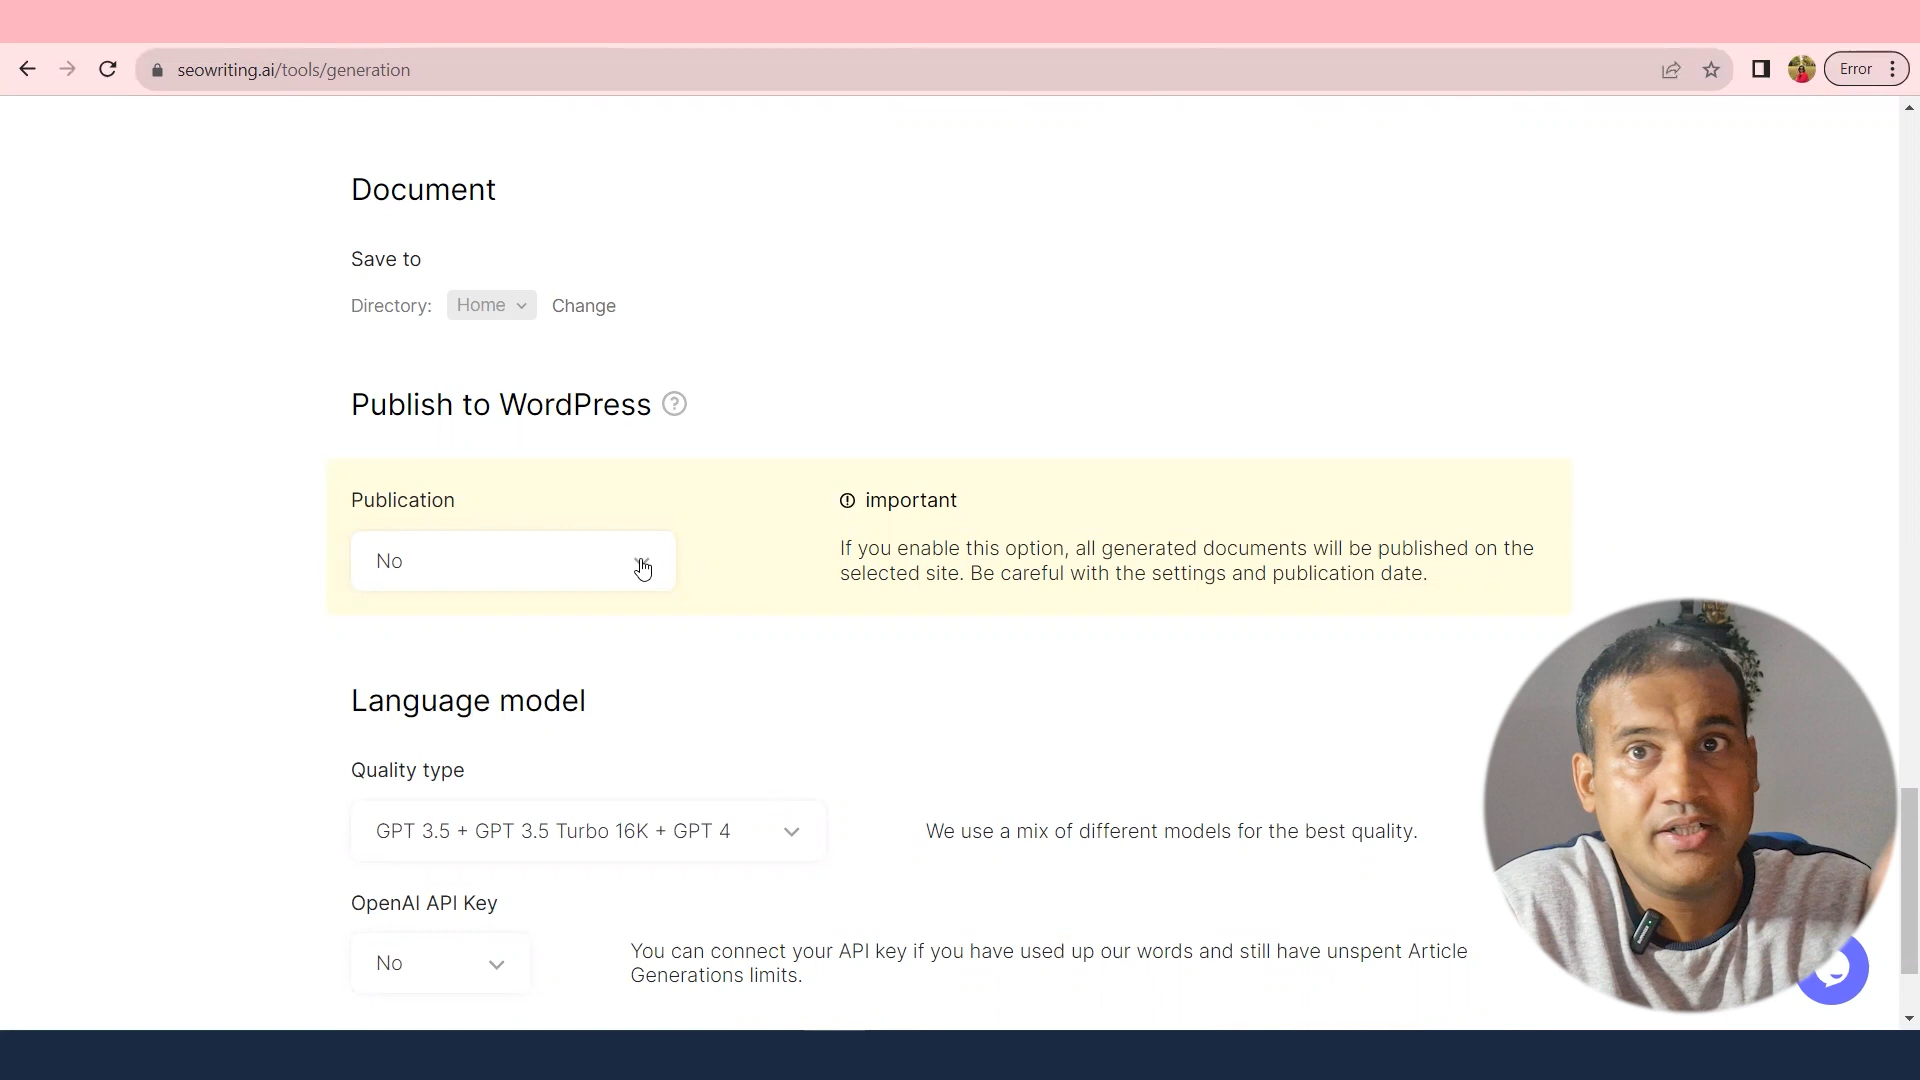 seowriting.ai/tools/generation
Error
Document
Save to
Directory: Home Change
Publish to WordPress ?
Publication
important
No
If you enable this option, all generated documents will be published on the
selected site. Be careful with the settings and publication date.
Language model
Quality type
GPT 3.5 + GPT 3.5 Turbo 16K + GPT 4
We use a mix of different models for the best quality.
OpenAI API Key
No
You can connect your API key if you have used up our words and still have unspent Article
Generations limits.